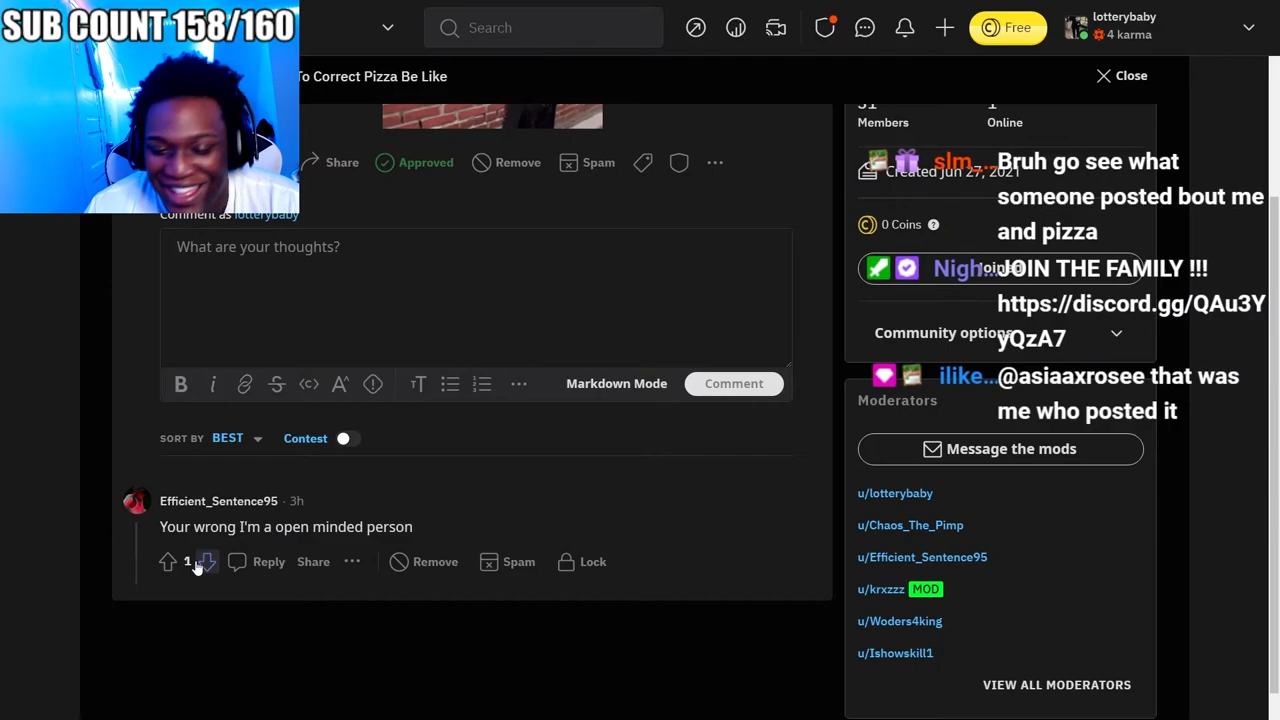 SUB COUNT 158/160
Search
Free
lotterybaby
4 karma
To Correct Pizza Be Like
Close
Members
Online
Share
Approved
Remove
Spam
Created Jun 27, 2021
Comment as lotterybaby
0 Coins
What are your thoughts?
Joined
Community options
Markdown Mode
Comment
Moderators
SORT BY BEST
Contest
Message the mods
Efficient_Sentence95 · 3h
Your wrong I'm a open minded person
1
Reply
Share
Remove
Spam
Lock
u/lotterybaby
u/Chaos_The_Pimp
u/Efficient_Sentence95
u/krxzzz MOD
u/Woders4king
u/Ishowskill1
VIEW ALL MODERATORS
slm_... Bruh go see what
someone posted bout me
and pizza
Nigh... JOIN THE FAMILY !!!
https://discord.gg/QAu3Y
yQzA7
ilike... @asiaaxrosee that was
me who posted it